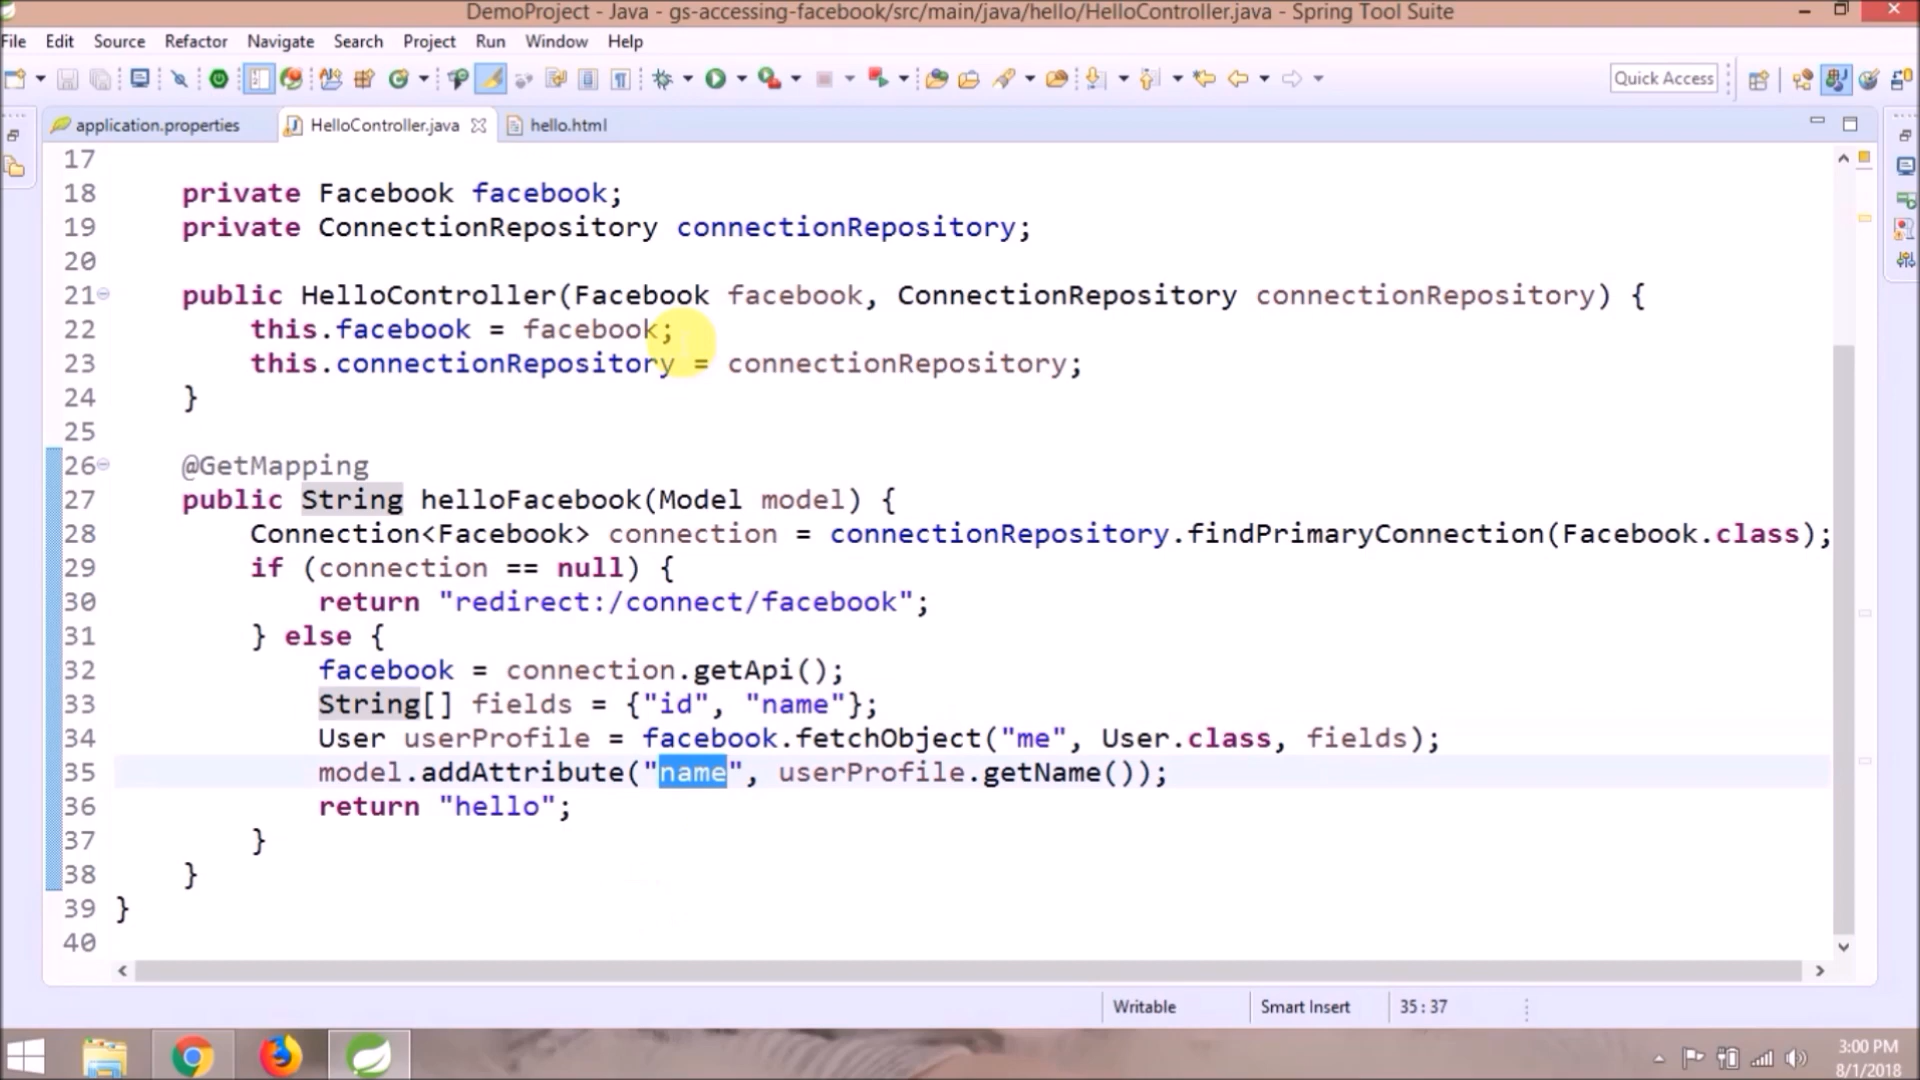 DemoProject - Java - gs-accessing-facebook/src/main/java/hello/HelloController.java - Spring Tool Suite
File Edit Source Refactor Navigate Search Project Run Window Help
Quick Access
application.properties HelloController.java hello.html
17
18 private Facebook facebook;
19 private ConnectionRepository connectionRepository;
20
21 public HelloController(Facebook facebook, ConnectionRepository connectionRepository) {
22 this.facebook = facebook;
23 this.connectionRepository = connectionRepository;
24 }
25
26 @GetMapping
27 public String helloFacebook(Model model) {
28 Connection<Facebook> connection = connectionRepository.findPrimaryConnection(Facebook.class);
29 if (connection == null) {
30 return "redirect:/connect/facebook";
31 } else {
32 facebook = connection.getApi();
33 String[] fields = {"id", "name"};
34 User userProfile = facebook.fetchObject("me", User.class, fields);
35 model.addAttribute("name", userProfile.getName());
36 return "hello";
37 }
38 }
39 }
40
Writable Smart Insert 35 : 37
3:00 PM
8/1/2018